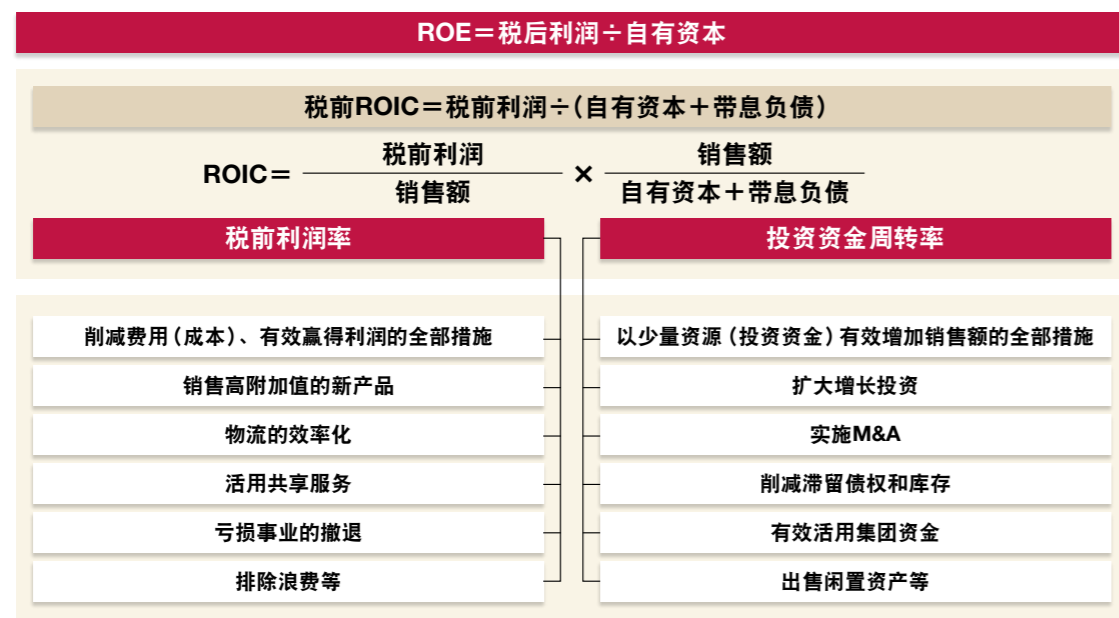 ROE＝税后利润÷自有资本
税前ROIC＝税前利润÷（自有资本＋带息负债）
ROIC＝ 税前利润 / 销售额 × 销售额 / 自有资本＋带息负债
税前利润率
投资资金周转率
削减费用（成本）、有效赢得利润的全部措施
销售高附加值的新产品
物流的效率化
活用共享服务
亏损事业的撤退
排除浪费等
以少量资源（投资资金）有效增加销售额的全部措施
扩大增长投资
实施M&A
削减滞留债权和库存
有效活用集团资金
出售闲置资产等